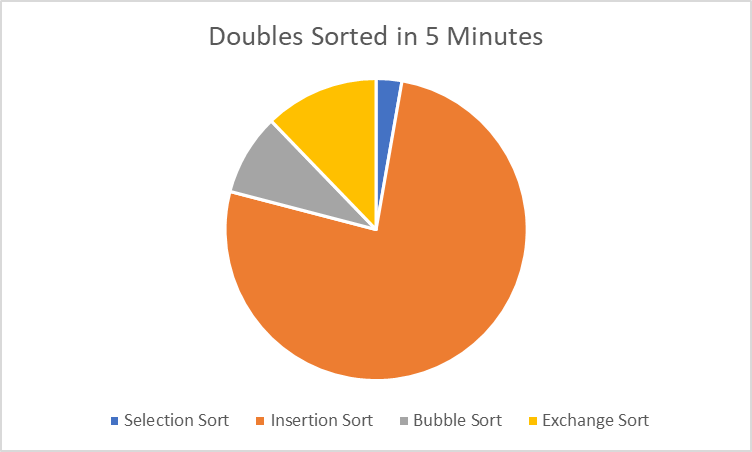 Doubles Sorted in 5 Minutes
Selection Sort Insertion Sort Bubble Sort Exchange Sort